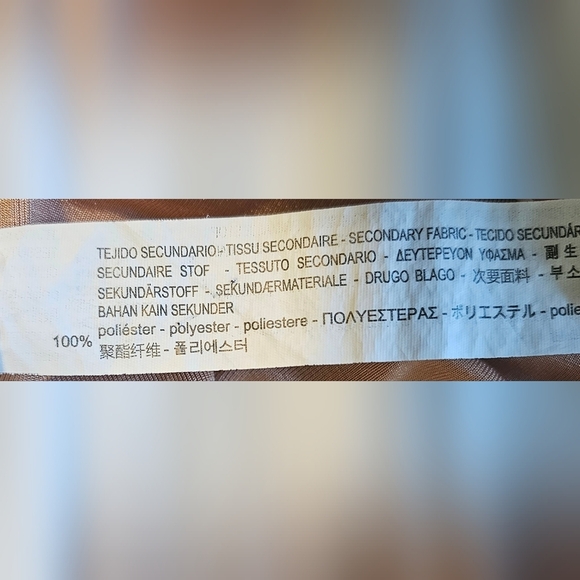 TEJIDO SECUNDARIO - TISSU SECONDAIRE - SECONDARY FABRIC - TECIDO SECUNDÁR
SECUNDAIRE STOF - TESSUTO SECONDARIO - ΔΕΥΤΕΡΕΥΟΝ ΥΦΑΣΜΑ - 副 生
SEKUNDÄRSTOFF - SEKUNDÆRMATERIALE - DRUGO BLAGO - 次要面料 - 부소
BAHAN KAIN SEKUNDER
poliéster - polyester - poliestere - ΠΟΛΥΕΣΤΕΡΑΣ - ポリエステル - polie
100% 聚酯纤维 - 폴리에스터